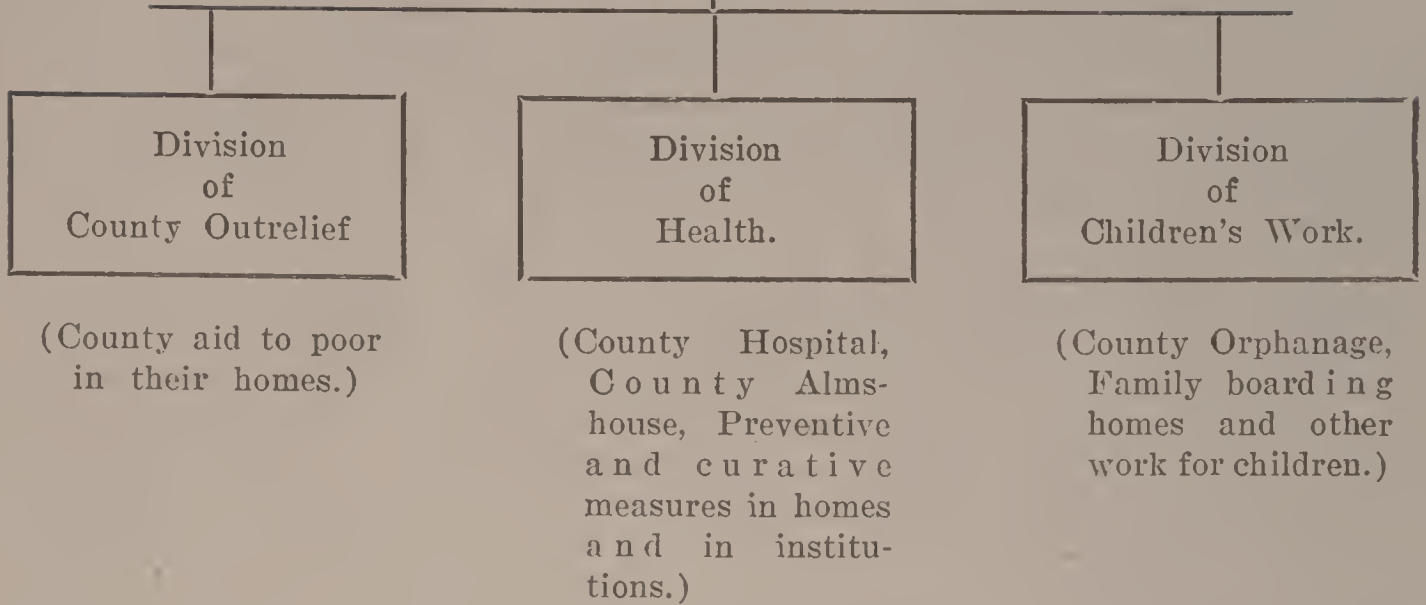 Division
of
County Outrelief
(County aid to poor
in their homes.)
Division
of
Health.
(County Hospital,
County Alms-
house, Preventive
and curative
measures in homes
and in institu-
tions.)
Division
of
Children's Work.
(County Orphanage,
Family boarding
homes and other
work for children.)